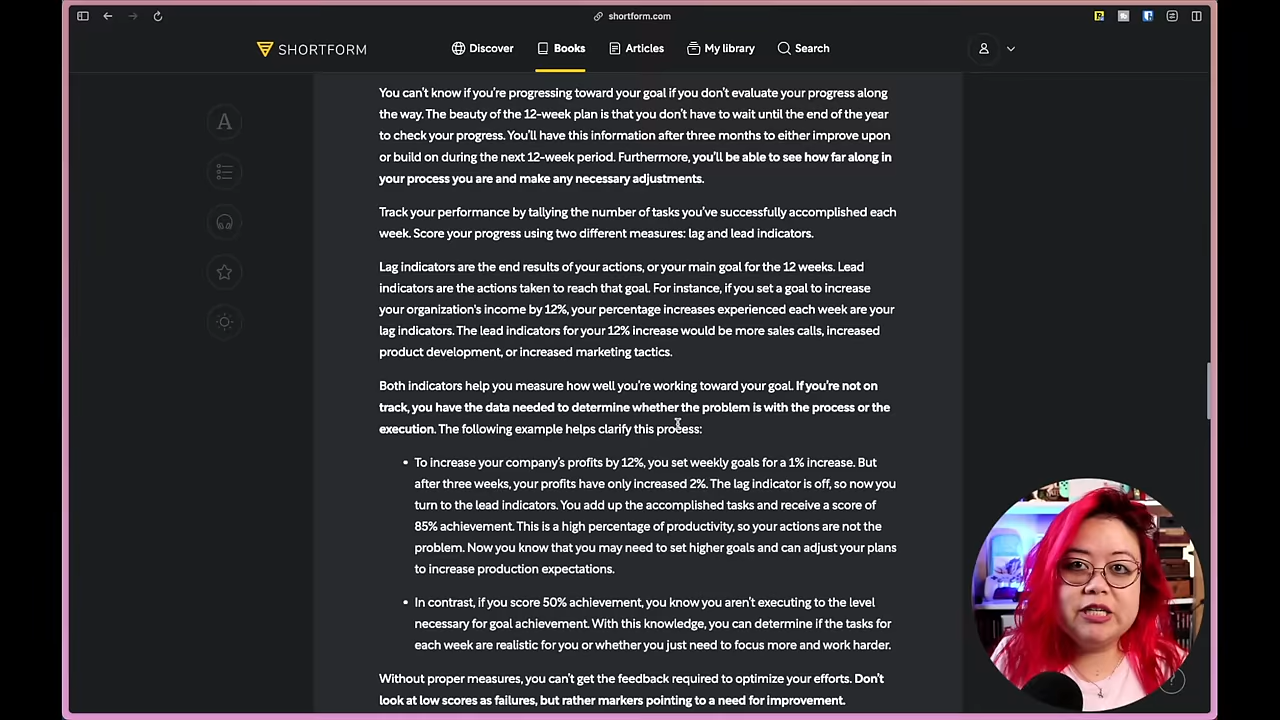 shortform.com
SHORTFORM
Discover
Books
Articles
My library
Search
A
You can't know if you're progressing toward your goal if you don't evaluate your progress along
the way. The beauty of the 12-week plan is that you don't have to wait until the end of the year
to check your progress. You'll have this information after three months to either improve upon
or build on during the next 12-week period. Furthermore, you'll be able to see how far along in
your process you are and make any necessary adjustments.
Track your performance by tallying the number of tasks you've successfully accomplished each
week. Score your progress using two different measures: lag and lead indicators.
Lag indicators are the end results of your actions, or your main goal for the 12 weeks. Lead
indicators are the actions taken to reach that goal. For instance, if you set a goal to increase
your organization's income by 12%, your percentage increases experienced each week are your
lag indicators. The lead indicators for your 12% increase would be more sales calls, increased
product development, or increased marketing tactics.
Both indicators help you measure how well you're working toward your goal. If you're not on
track, you have the data needed to determine whether the problem is with the process or the
execution. The following example helps clarify this process:
• To increase your company's profits by 12%, you set weekly goals for a 1% increase. But
after three weeks, your profits have only increased 2%. The lag indicator is off, so now you
turn to the lead indicators. You add up the accomplished tasks and receive a score of
85% achievement. This is a high percentage of productivity, so your actions are not the
problem. Now you know that you may need to set higher goals and can adjust your plans
to increase production expectations.
• In contrast, if you score 50% achievement, you know you aren't executing to the level
necessary for goal achievement. With this knowledge, you can determine if the tasks for
each week are realistic for you or whether you just need to focus more and work harder.
Without proper measures, you can't get the feedback required to optimize your efforts. Don't
look at low scores as failures, but rather markers pointing to a need for improvement.